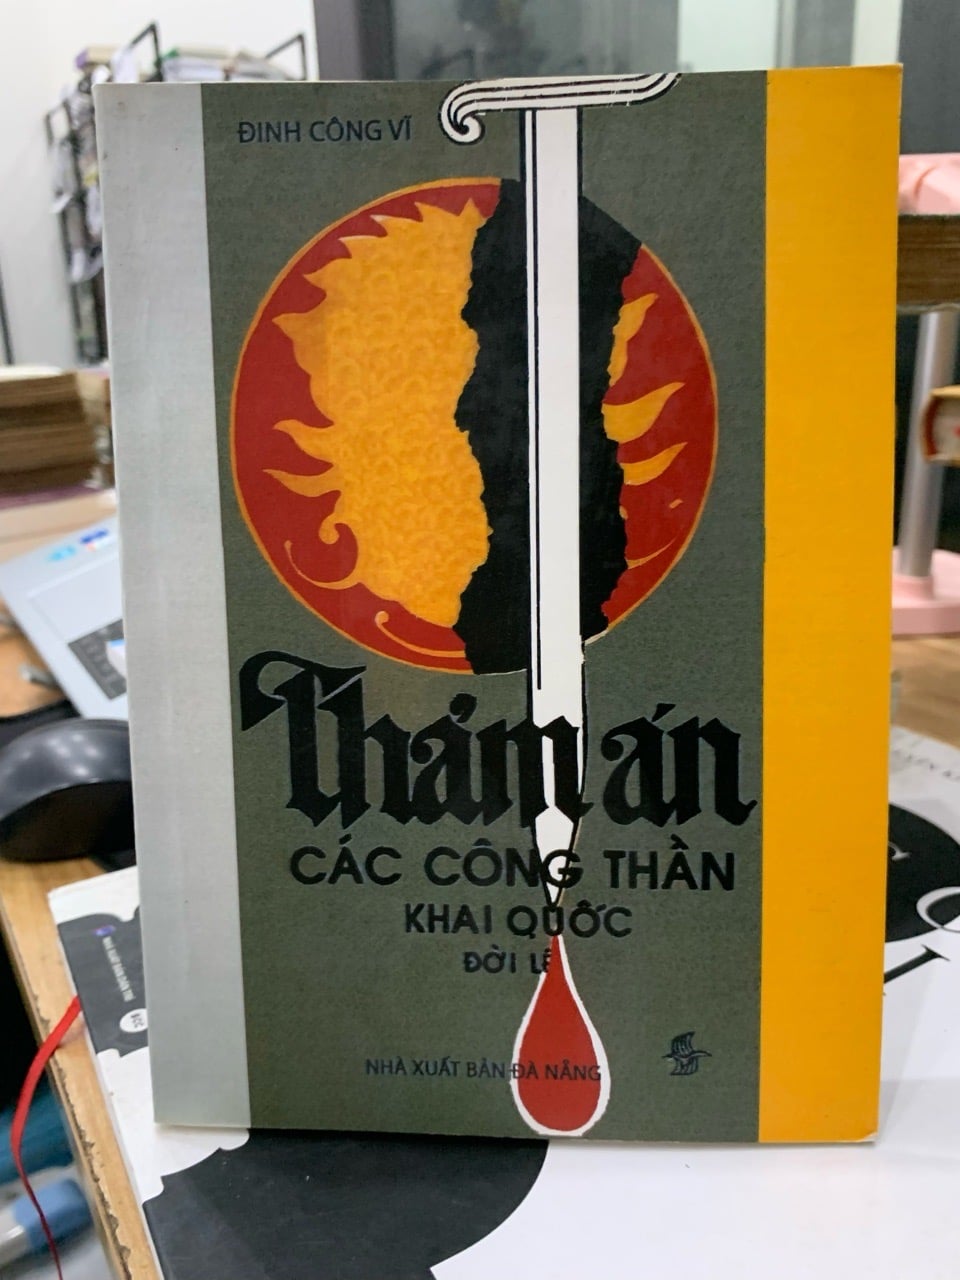 ĐINH CÔNG VĨ
Thảm án
CÁC CÔNG THẦN
KHAI QUỐC
ĐỜI LÊ
NHÀ XUẤT BẢN ĐÀ NẴNG